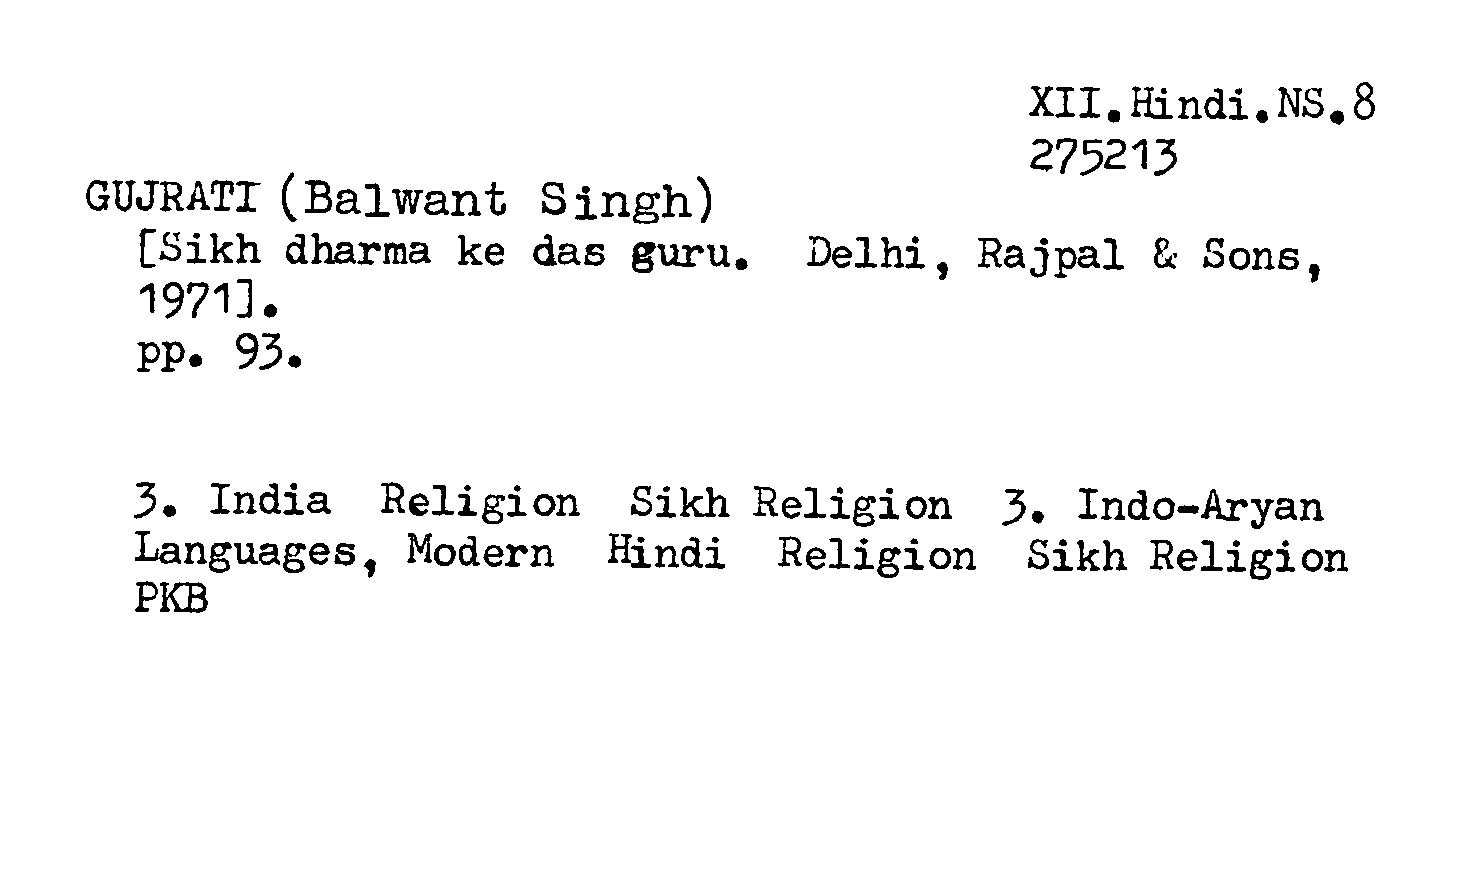 XII.Hindi.NS.8
275213
GUJRATI (Balwant Singh)
[Sikh dharma ke das guru. Delhi, Rajpal & Sons,
1971].
pp. 93.
3. India Religion Sikh Religion 3. Indo-Aryan
Languages, Modern Hindi Religion Sikh Religion
PKB